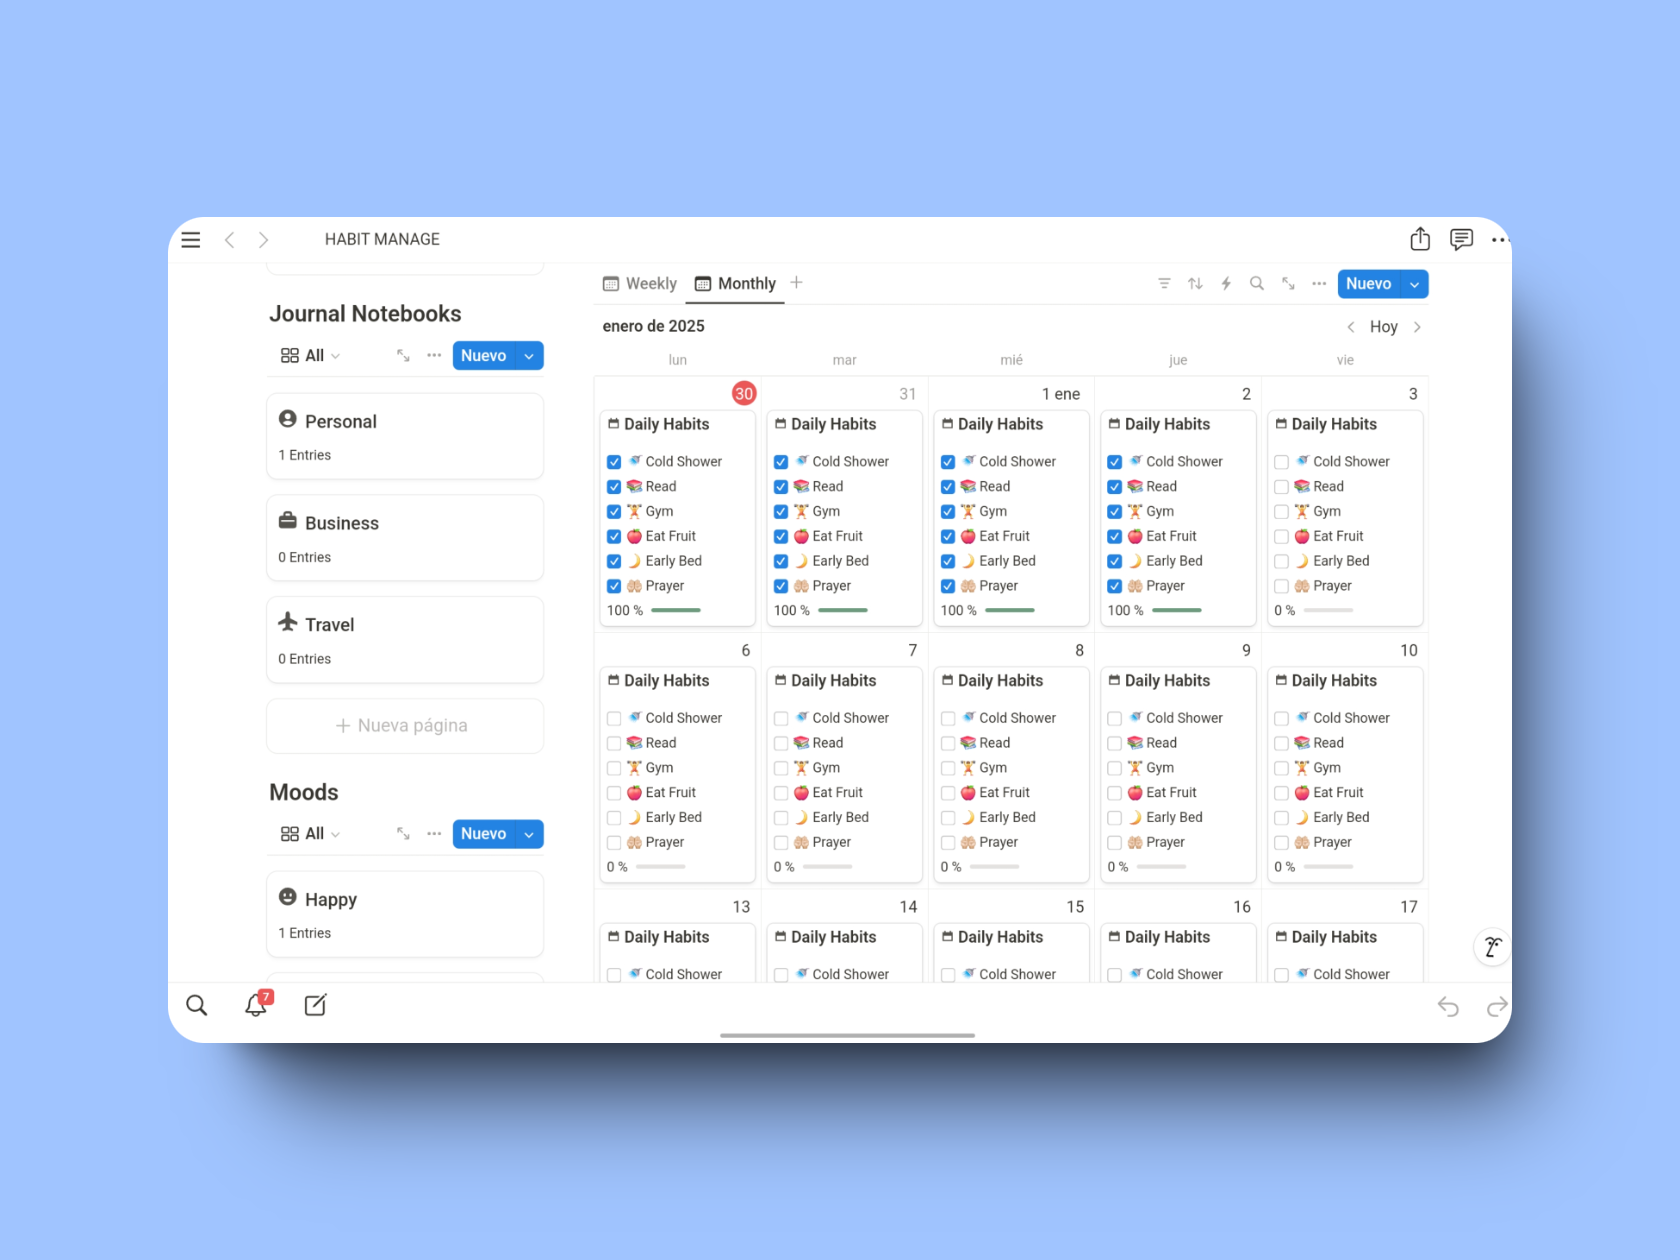 HABIT MANAGE
Journal Notebooks
All Nuevo
Personal
1 Entries
Business
0 Entries
Travel
0 Entries
+ Nueva página
Moods
All Nuevo
Happy
1 Entries
7
Weekly Monthly +
Nuevo
enero de 2025 Hoy
lun mar mié jue vie
30 31 1 ene 2 3
Daily Habits Daily Habits Daily Habits Daily Habits Daily Habits
Cold Shower Cold Shower Cold Shower Cold Shower Cold Shower
Read Read Read Read Read
Gym Gym Gym Gym Gym
Eat Fruit Eat Fruit Eat Fruit Eat Fruit Eat Fruit
Early Bed Early Bed Early Bed Early Bed Early Bed
Prayer Prayer Prayer Prayer Prayer
100 % 100 % 100 % 100 % 0 %
6 7 8 9 10
Daily Habits Daily Habits Daily Habits Daily Habits Daily Habits
Cold Shower Cold Shower Cold Shower Cold Shower Cold Shower
Read Read Read Read Read
Gym Gym Gym Gym Gym
Eat Fruit Eat Fruit Eat Fruit Eat Fruit Eat Fruit
Early Bed Early Bed Early Bed Early Bed Early Bed
Prayer Prayer Prayer Prayer Prayer
0 % 0 % 0 % 0 % 0 %
13 14 15 16 17
Daily Habits Daily Habits Daily Habits Daily Habits Daily Habits
Cold Shower Cold Shower Cold Shower Cold Shower Cold Shower